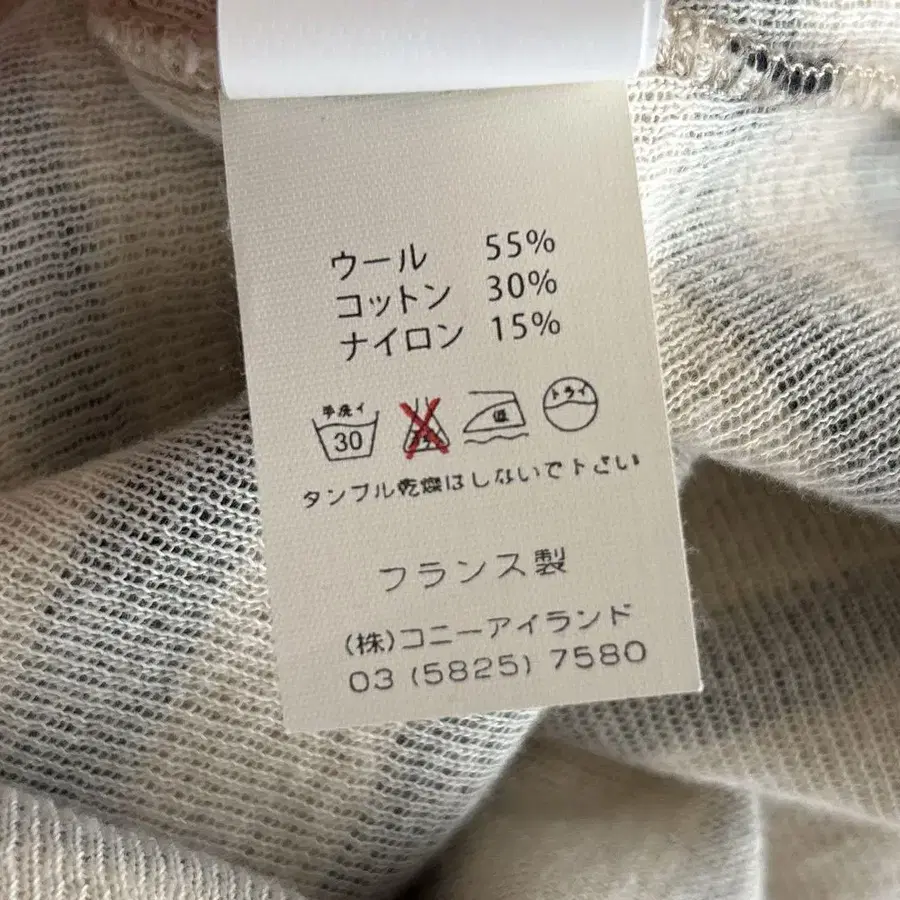 ウール 55%
コットン 30%
ナイロン 15%
手洗イ 30 低 ドライ
タンブル乾燥はしないで下さい
フランス製
(株)コニーアイランド
03 (5825) 7580